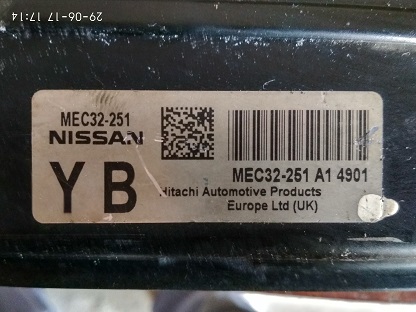 29-06-17 17:14
MEC32-251
NISSAN
YB
MEC32-251 A1 4901
Hitachi Automotive Products
Europe Ltd (UK)